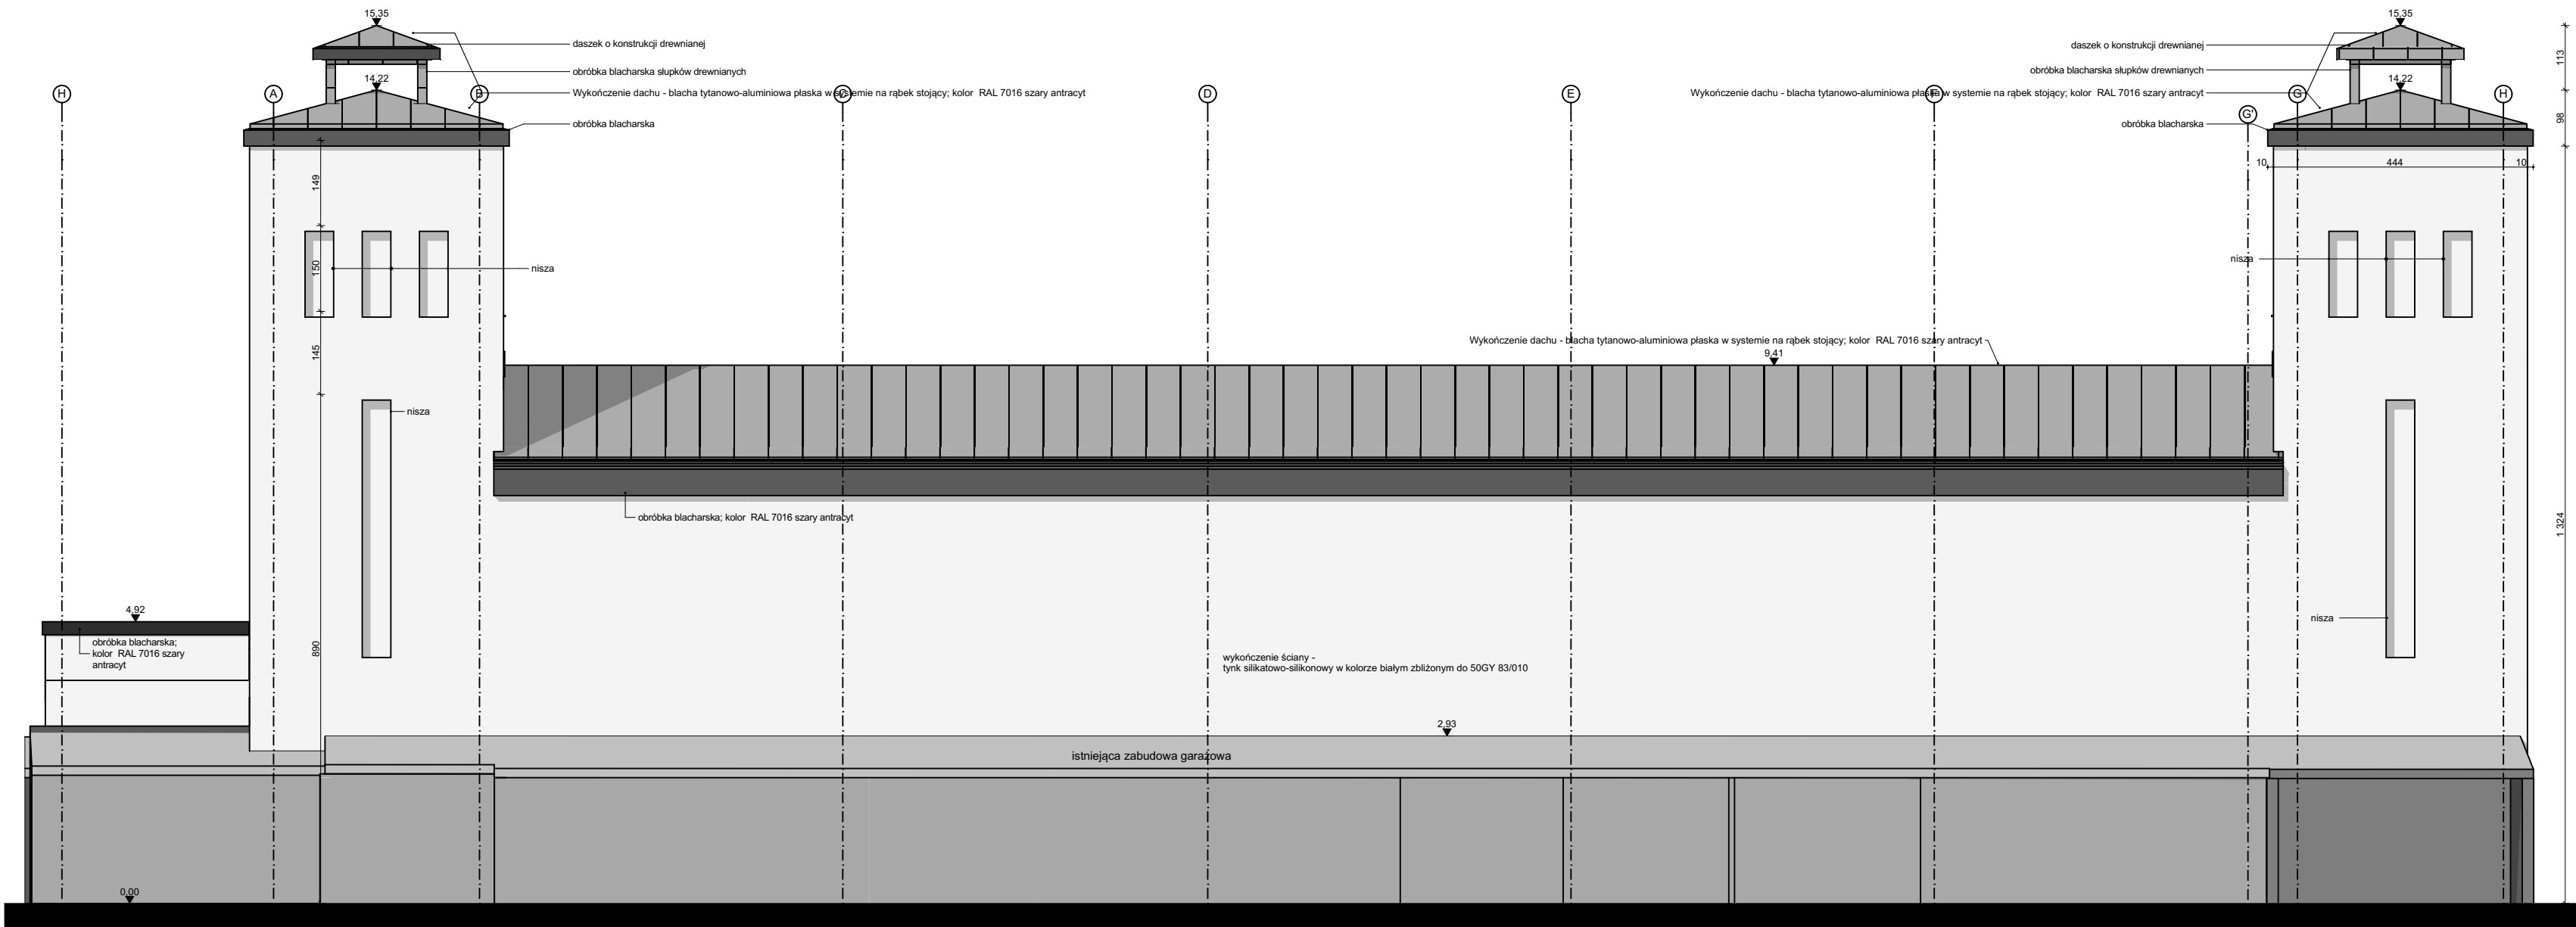 15,35
15,35
daszek o konstrukcji drewnianej
daszek o konstrukcji drewnianej
113
obróbka blacharska słupków drewnianych
obróbka blacharska słupków drewnianych
14,22
14,22
H
A
B
Wykończenie dachu - blacha tytanowo-aluminiowa płaska w systemie na rąbek stojący; kolor RAL 7016 szary antracyt
C
D
E
Wykończenie dachu - blacha tytanowo-aluminiowa płaska w systemie na rąbek stojący; kolor RAL 7016 szary antracyt
F
G
H
G'
98
obróbka blacharska
obróbka blacharska
10
444
10
149
nisza
nisza
150
145
Wykończenie dachu - blacha tytanowo-aluminiowa płaska w systemie na rąbek stojący; kolor RAL 7016 szary antracyt
9,41
nisza
obróbka blacharska; kolor RAL 7016 szary antracyt
1 324
4,92
nisza
obróbka blacharska;
kolor RAL 7016 szary
antracyt
890
wykończenie ściany -
tynk silikatowo-silikonowy w kolorze białym zbliżonym do 50GY 83/010
2,93
istniejąca zabudowa garażowa
0,00